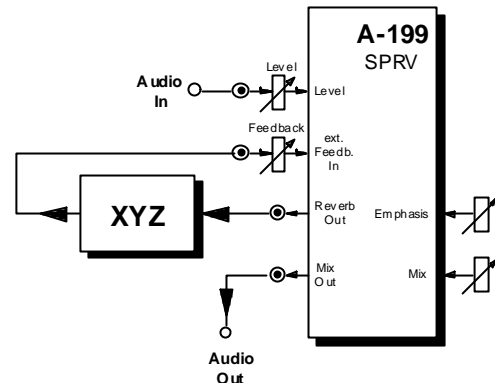 A-199
SPRV
Level
Audio
In
Level
Feedback
ext.
Feedb.
In
XYZ
Reverb
Out
Emphasis
Mix
Out
Mix
Audio
Out